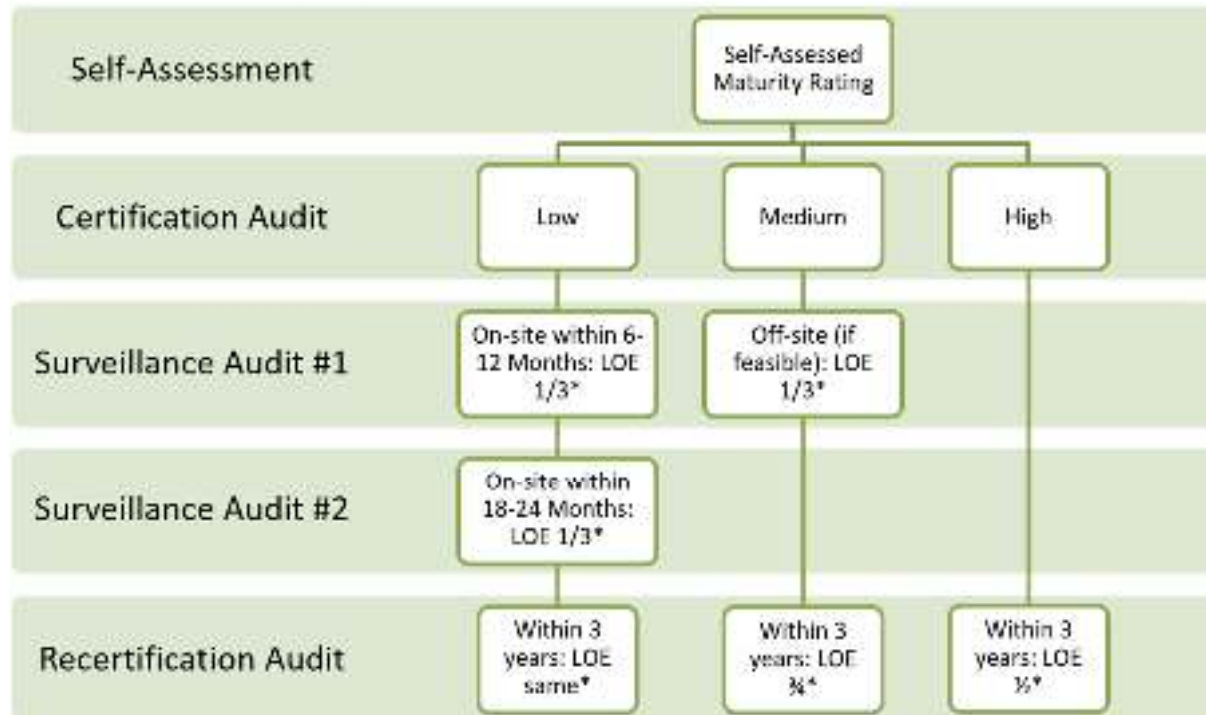 Self-Assessment
Self-Assessed
Maturity Rating
Certification Audit
Low
Medium
High
Surveillance Audit #1
On-site within 6-
12 Months: LOE
1/3*
Off-site (if
feasible): LOE
1/3*
Surveillance Audit #2
On-site within
18-24 Months:
LOE 1/3*
Recertification Audit
Within 3
years: LOE
same*
Within 3
years: LOE
¾*
Within 3
years: LOE
½*